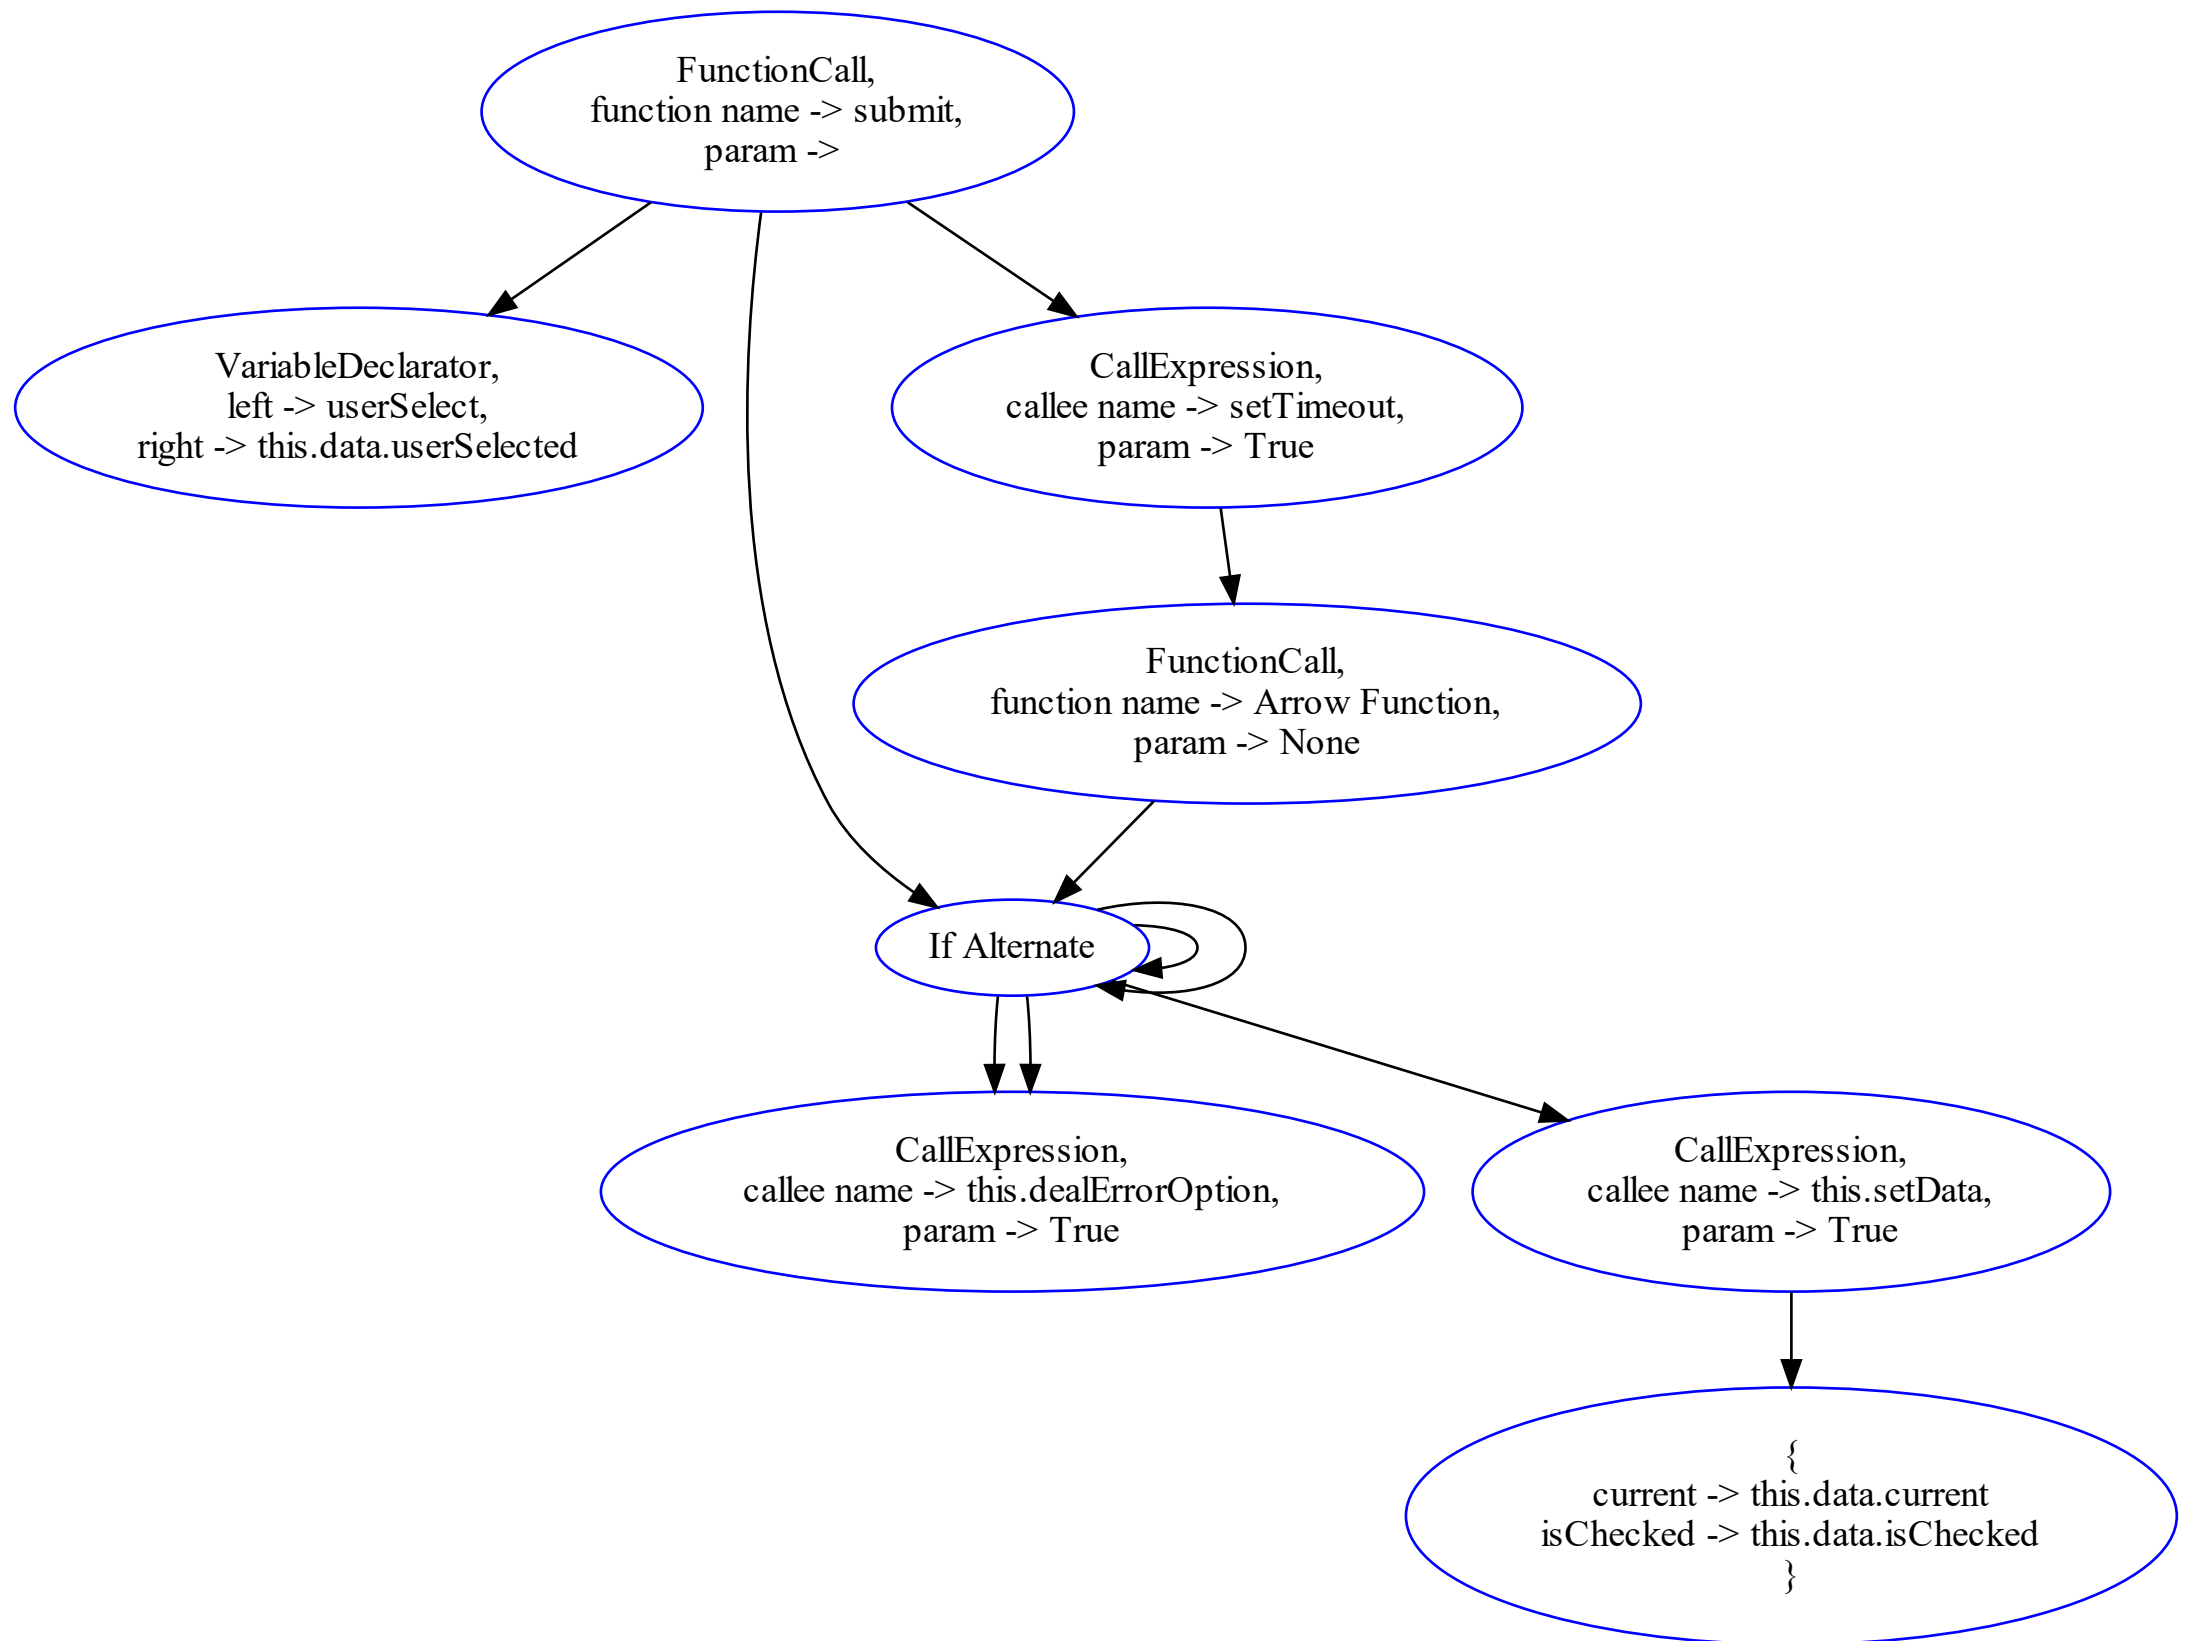 FunctionCall,
function name -> submit,
param ->
VariableDeclarator,
left -> userSelect,
right -> this.data.userSelected
CallExpression,
callee name -> setTimeout,
param -> True
FunctionCall,
function name -> Arrow Function,
param -> None
If Alternate
CallExpression,
callee name -> this.dealErrorOption,
param -> True
CallExpression,
callee name -> this.setData,
param -> True
{
current -> this.data.current
isChecked -> this.data.isChecked
}